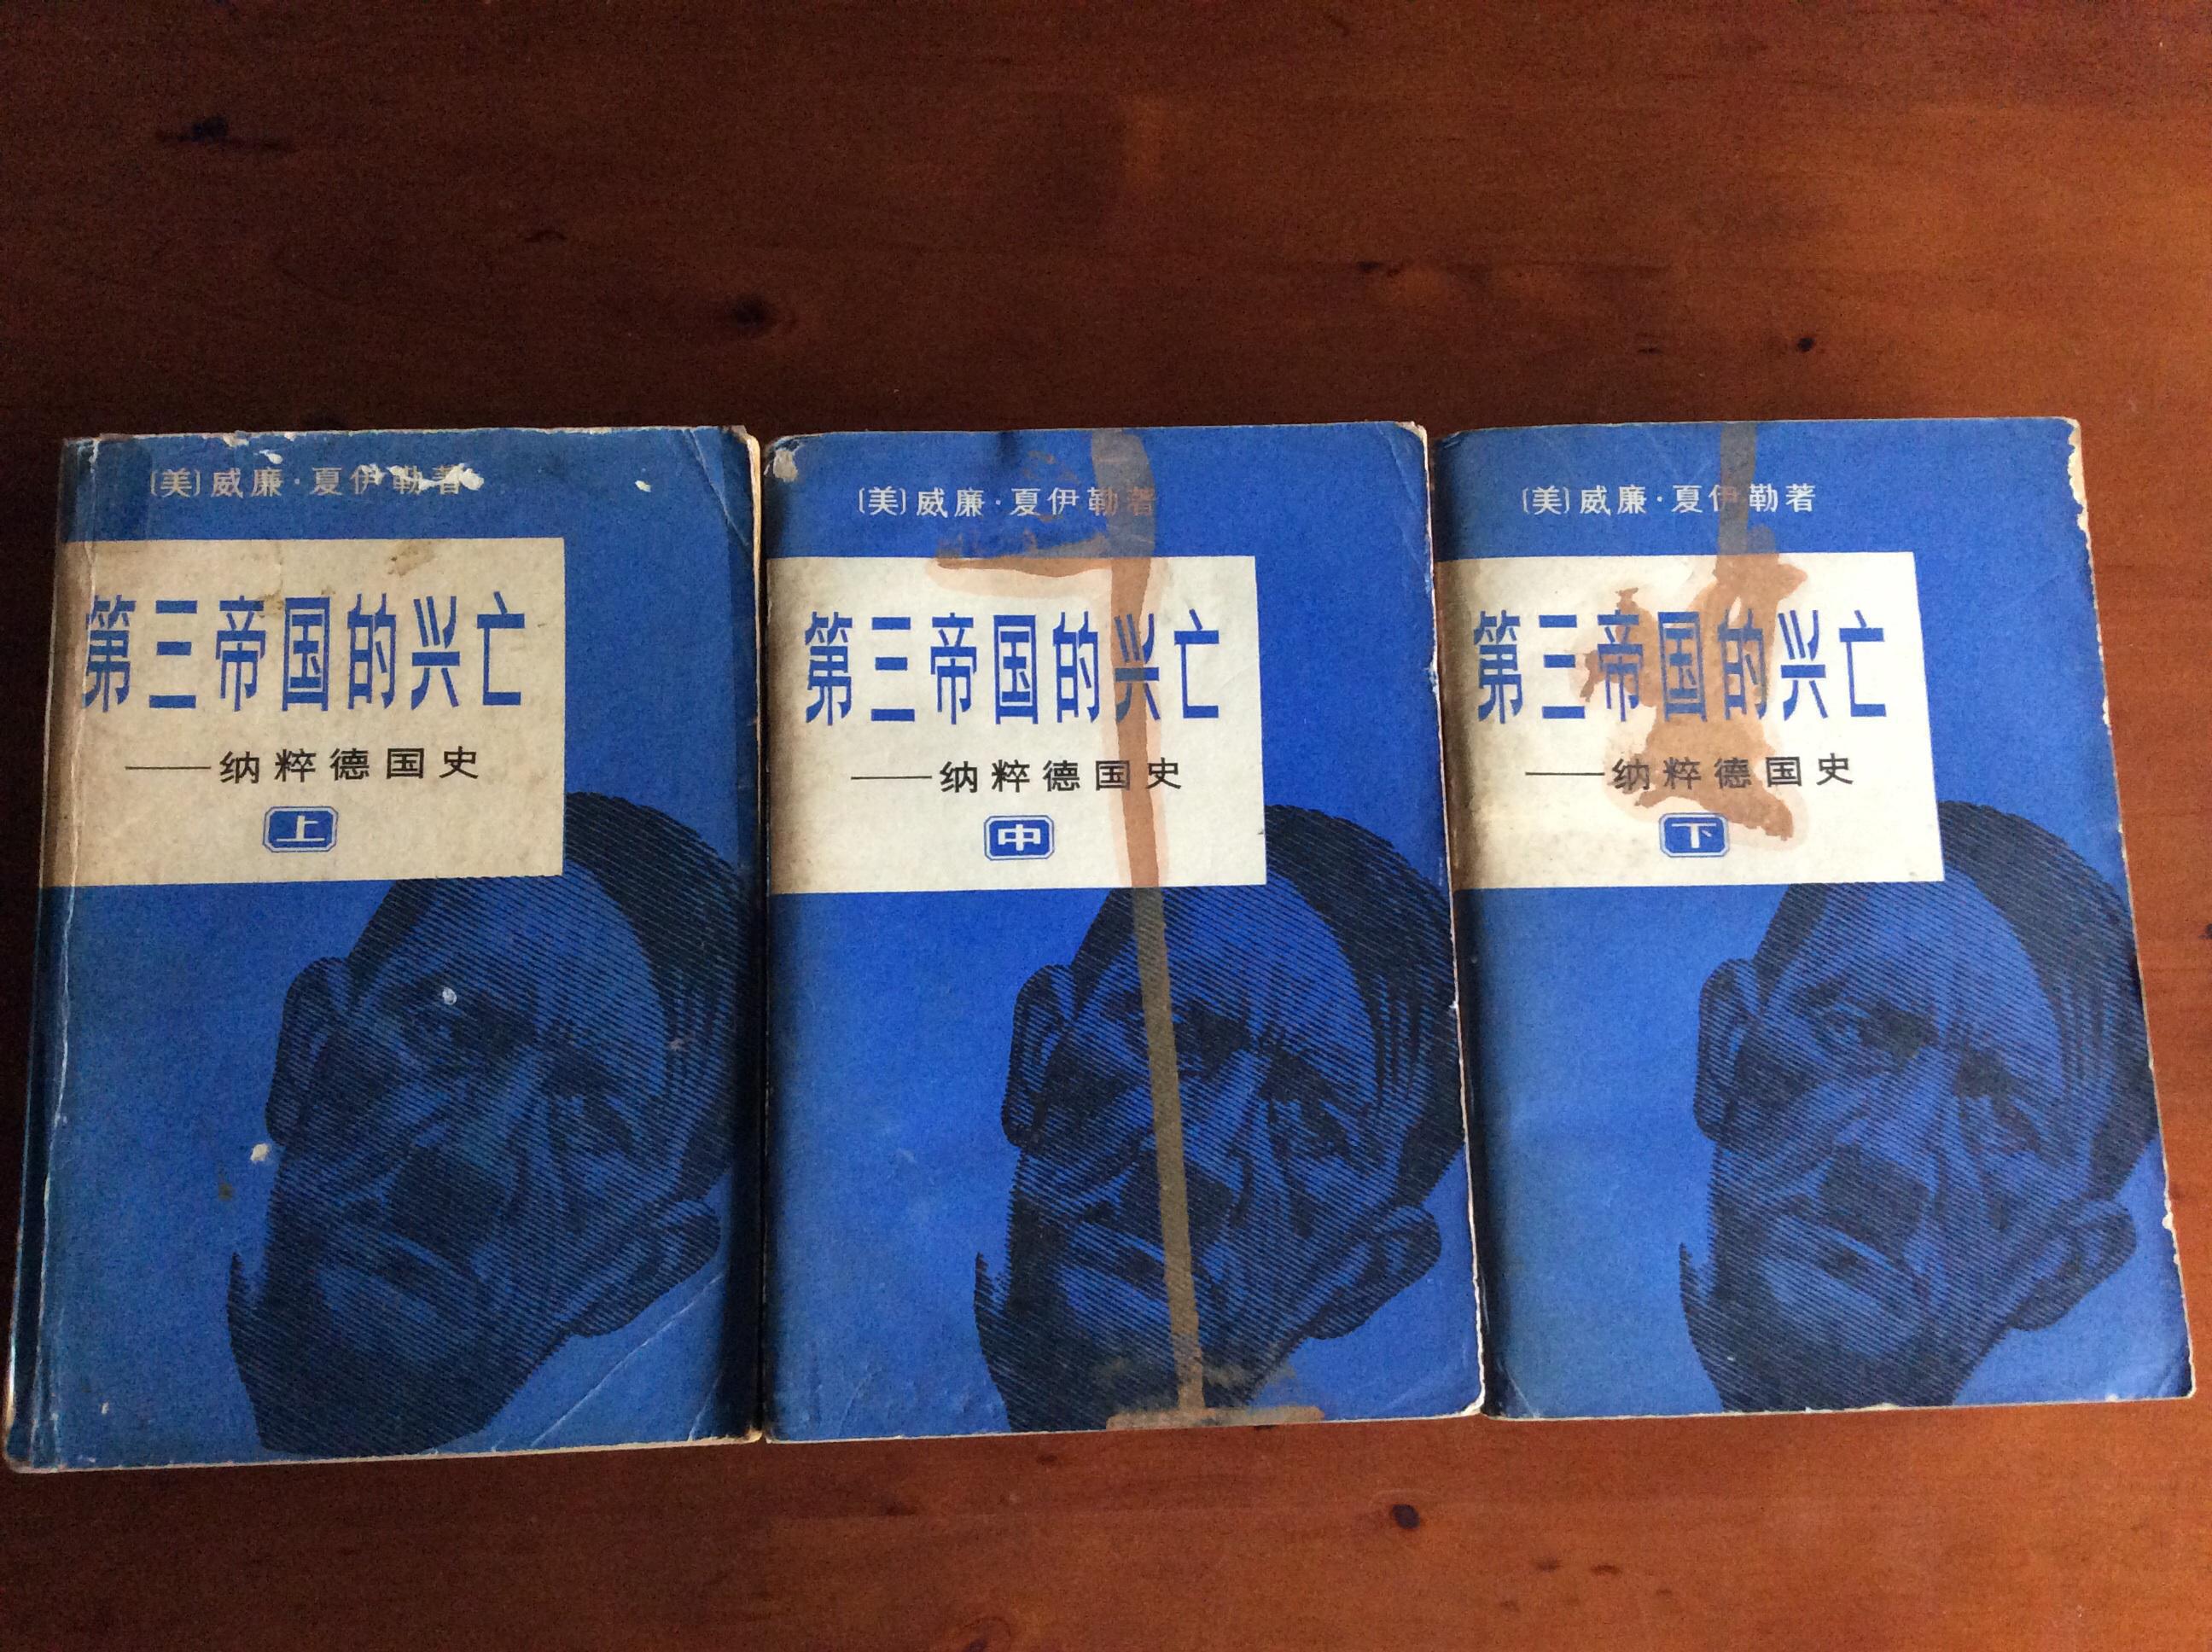 〔美〕威廉·夏伊勒著
第三帝国的兴亡
——纳粹德国史
上
〔美〕威廉·夏伊勒著
第三帝国的兴亡
——纳粹德国史
中
〔美〕威廉·夏伊勒著
第三帝国的兴亡
——纳粹德国史
下